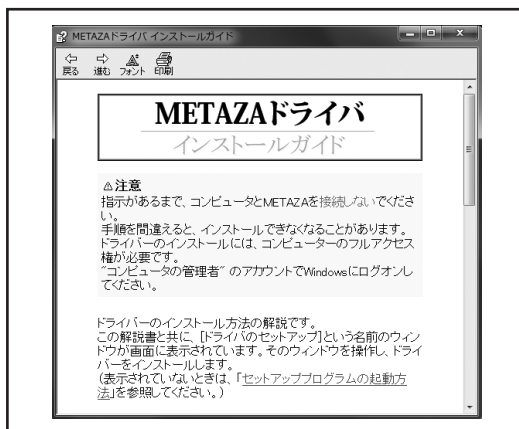 METAZAドライバ インストールガイド
戻る 進む フォント 印刷
METAZAドライバ
インストールガイド
⚠注意
指示があるまで、コンピュータとMETAZAを接続しないでくださ
い。
手順を間違えると、インストールできなくなることがあります。
ドライバーのインストールには、コンピューターのフルアクセス
権が必要です。
"コンピュータの管理者" のアカウントでWindowsにログオンし
てください。
ドライバーのインストール方法の解説です。
この解説書と共に、[ドライバのセットアップ]という名前のウィン
ドウが画面に表示されています。そのウィンドウを操作し、ドライ
バーをインストールします。
(表示されていないときは、「セットアッププログラムの起動方
法」を参照してください。)